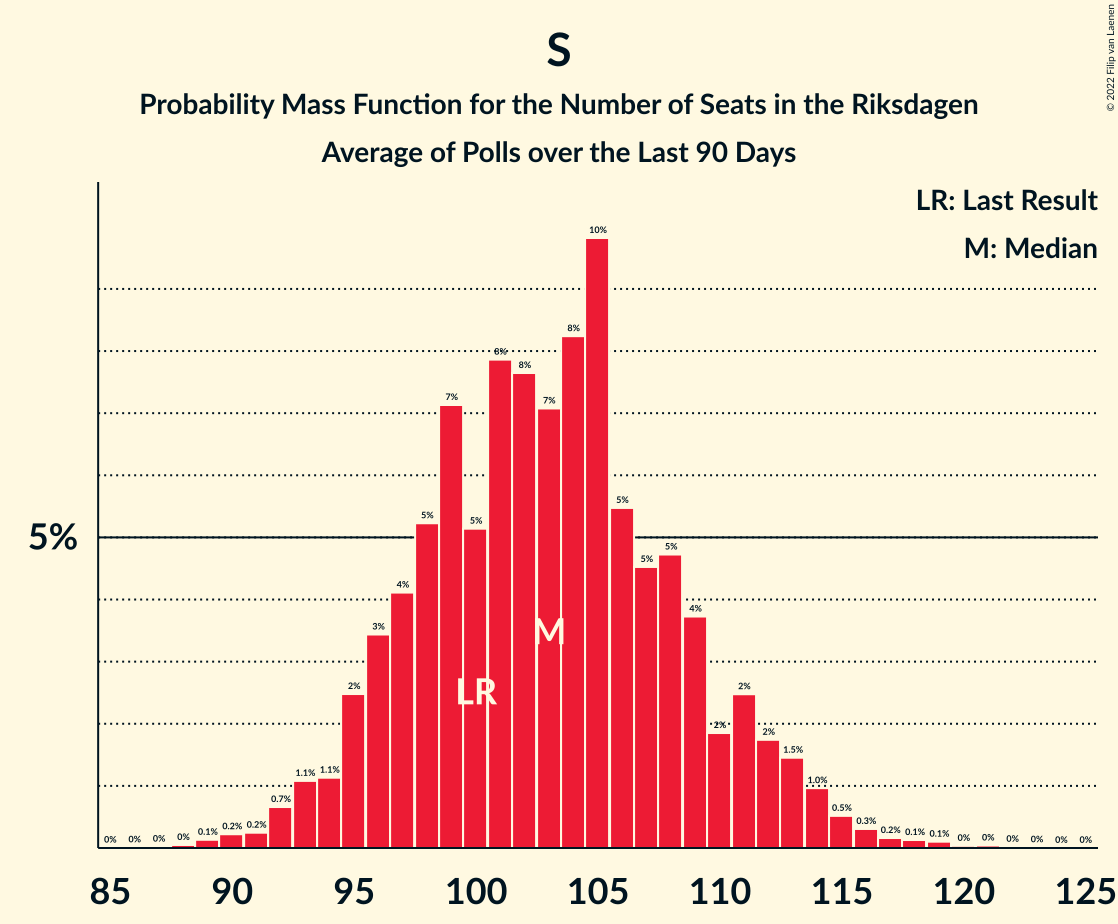 © 2022 Filip van Laenen
S
Probability Mass Function for the Number of Seats in the Riksdagen
Average of Polls over the Last 90 Days
LR: Last Result
M: Median
5%
0% 0% 0% 0% 0.1% 0.2% 0.2% 0.7% 1.1% 1.1% 2% 3% 4% 5% 7% 5% 8% 8% 7% 8% 10% 5% 5% 5% 4% 2% 2% 2% 1.5% 1.0% 0.5% 0.3% 0.2% 0.1% 0.1% 0% 0% 0% 0% 0% 0%
M
LR
85 90 95 100 105 110 115 120 125